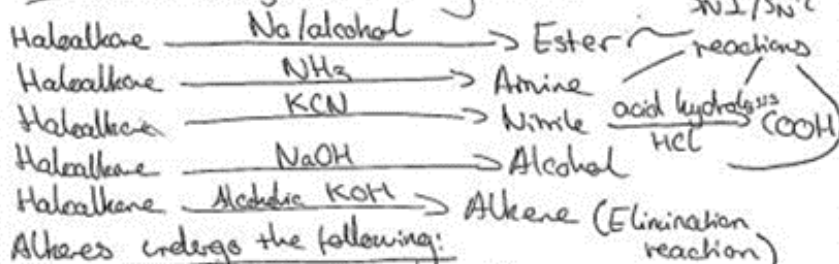 SN1/SN2
Haloalkane Na/alcohol → Ester reactions
Haloalkane NH3 → Amine
Haloalkane KCN → Nitrile acid hydrolysis HCl → COOH
Haloalkane NaOH → Alcohol
Haloalkane Alcoholic KOH → Alkene (Elimination
reaction)
Alkenes undergo the following: